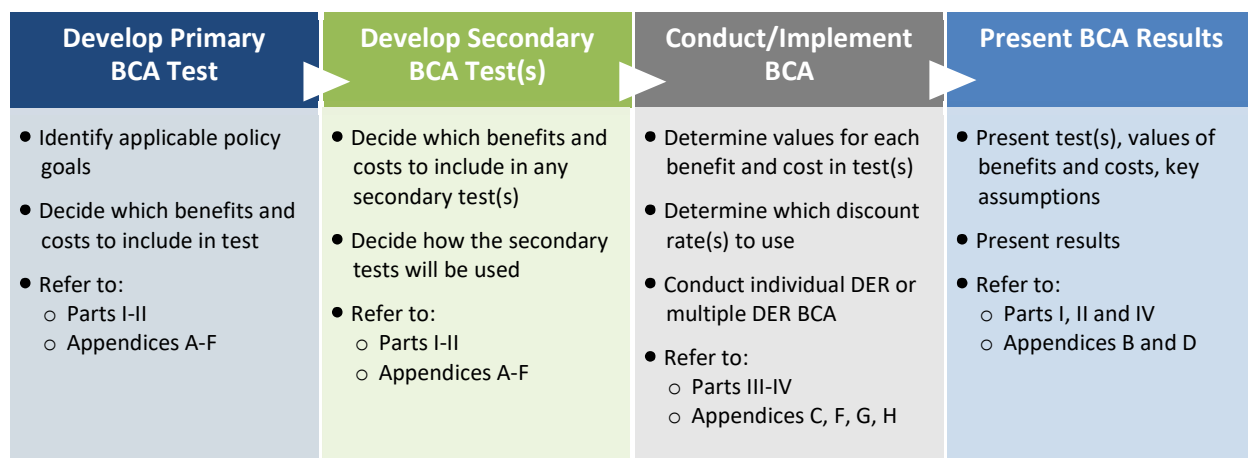 Develop Primary
BCA Test
• Identify applicable policy
goals
• Decide which benefits and
costs to include in test
• Refer to:
o Parts I-II
o Appendices A-F
Develop Secondary
BCA Test(s)
• Decide which benefits and
costs to include in any
secondary test(s)
• Decide how the secondary
tests will be used
• Refer to:
o Parts I-II
o Appendices A-F
Conduct/Implement
BCA
• Determine values for each
benefit and cost in test(s)
• Determine which discount
rate(s) to use
• Conduct individual DER or
multiple DER BCA
• Refer to:
o Parts III-IV
o Appendices C, F, G, H
Present BCA Results
• Present test(s), values of
benefits and costs, key
assumptions
• Present results
• Refer to:
o Parts I, II and IV
o Appendices B and D